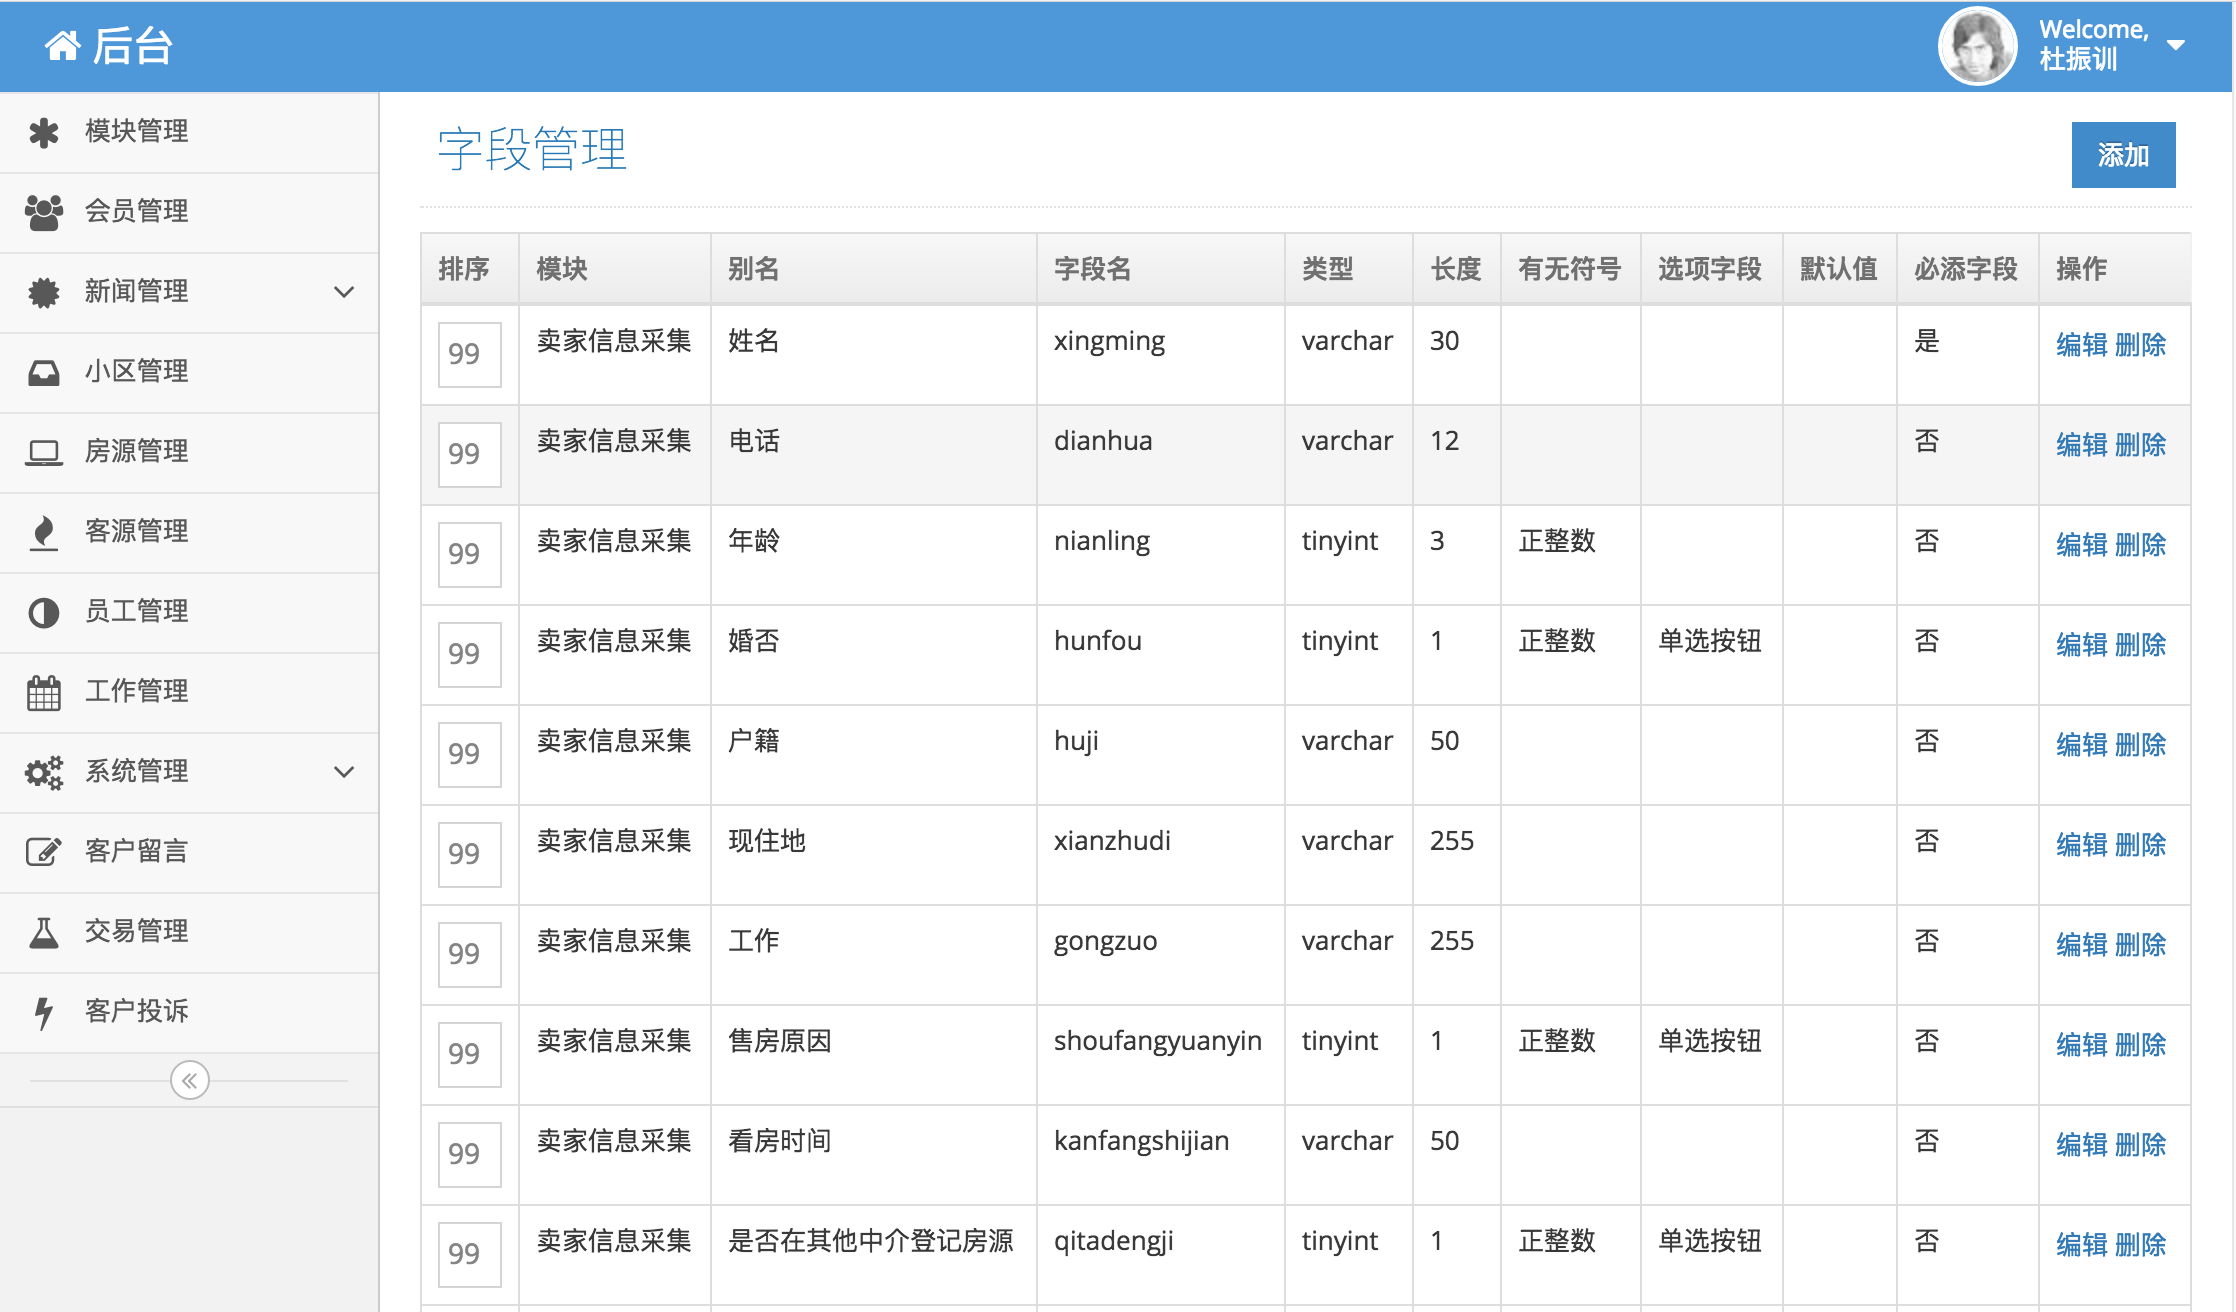 后台
Welcome,
杜振训
模块管理
会员管理
新闻管理
小区管理
房源管理
客源管理
员工管理
工作管理
系统管理
客户留言
交易管理
客户投诉
字段管理
添加
排序 模块 别名 字段名 类型 长度 有无符号 选项字段 默认值 必添字段 操作
99 卖家信息采集 姓名 xingming varchar 30 是 编辑 删除
99 卖家信息采集 电话 dianhua varchar 12 否 编辑 删除
99 卖家信息采集 年龄 nianling tinyint 3 正整数 否 编辑 删除
99 卖家信息采集 婚否 hunfou tinyint 1 正整数 单选按钮 否 编辑 删除
99 卖家信息采集 户籍 huji varchar 50 否 编辑 删除
99 卖家信息采集 现住地 xianzhudi varchar 255 否 编辑 删除
99 卖家信息采集 工作 gongzuo varchar 255 否 编辑 删除
99 卖家信息采集 售房原因 shoufangyuanyin tinyint 1 正整数 单选按钮 否 编辑 删除
99 卖家信息采集 看房时间 kanfangshijian varchar 50 否 编辑 删除
99 卖家信息采集 是否在其他中介登记房源 qitadengji tinyint 1 正整数 单选按钮 否 编辑 删除